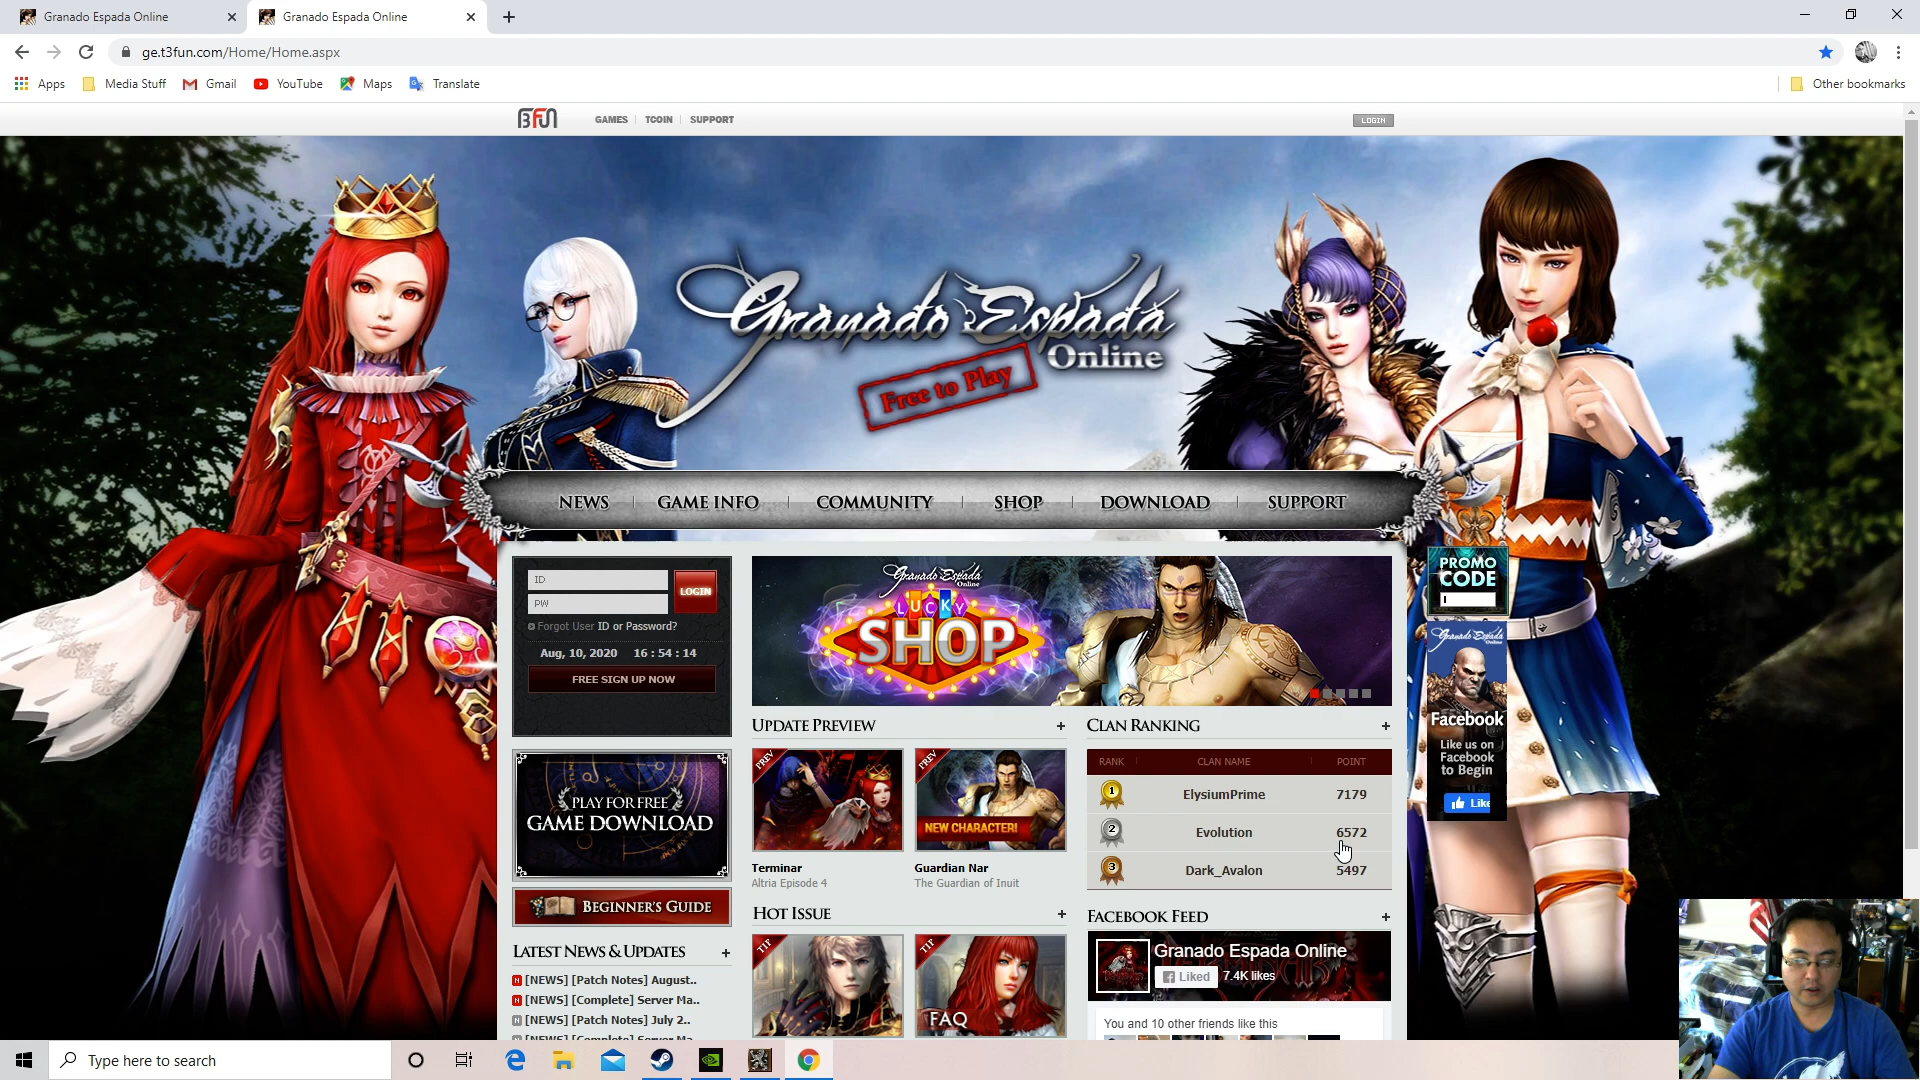 Granado Espada Online
Granado Espada Online
ge.t3fun.com/Home/Home.aspx
Apps
Media Stuff
Gmail
YouTube
Maps
Translate
Other bookmarks
GAMES
TCOIN
SUPPORT
LOGIN
Granado Espada
Online
Free to Play
NEWS
GAME INFO
COMMUNITY
SHOP
DOWNLOAD
SUPPORT
ID
PW
LOGIN
Forgot User ID or Password?
Aug, 10, 2020 16 : 54 : 14
FREE SIGN UP NOW
PLAY FOR FREE
GAME DOWNLOAD
BEGINNER'S GUIDE
LATEST NEWS & UPDATES +
[NEWS] [Patch Notes] August..
[NEWS] [Complete] Server Ma..
[NEWS] [Patch Notes] July 2..
Granado Espada
Online
LUCKY
SHOP
UPDATE PREVIEW +
PREV
PREV
NEW CHARACTER!
Terminar
Altria Episode 4
Guardian Nar
The Guardian of Inuit
HOT ISSUE +
TIP
TIP
FAQ
CLAN RANKING +
RANK CLAN NAME POINT
1 ElysiumPrime 7179
2 Evolution 6572
3 Dark_Avalon 5497
FACEBOOK FEED +
Granado Espada Online
Liked 7.4K likes
You and 10 other friends like this
PROMO
CODE
Granado Espada
Online
Facebook
Like us on
Facebook
to Begin
Like
Type here to search